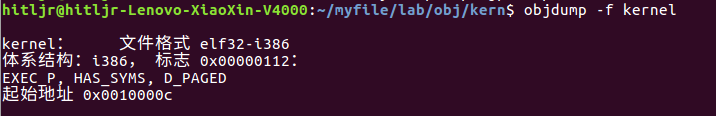 hitljr@hitljr-Lenovo-XiaoXin-V4000:~/myfile/lab/obj/kern$ objdump -f kernel
kernel：     文件格式 elf32-i386
体系结构：i386， 标志 0x00000112：
EXEC_P, HAS_SYMS, D_PAGED
起始地址 0x0010000c